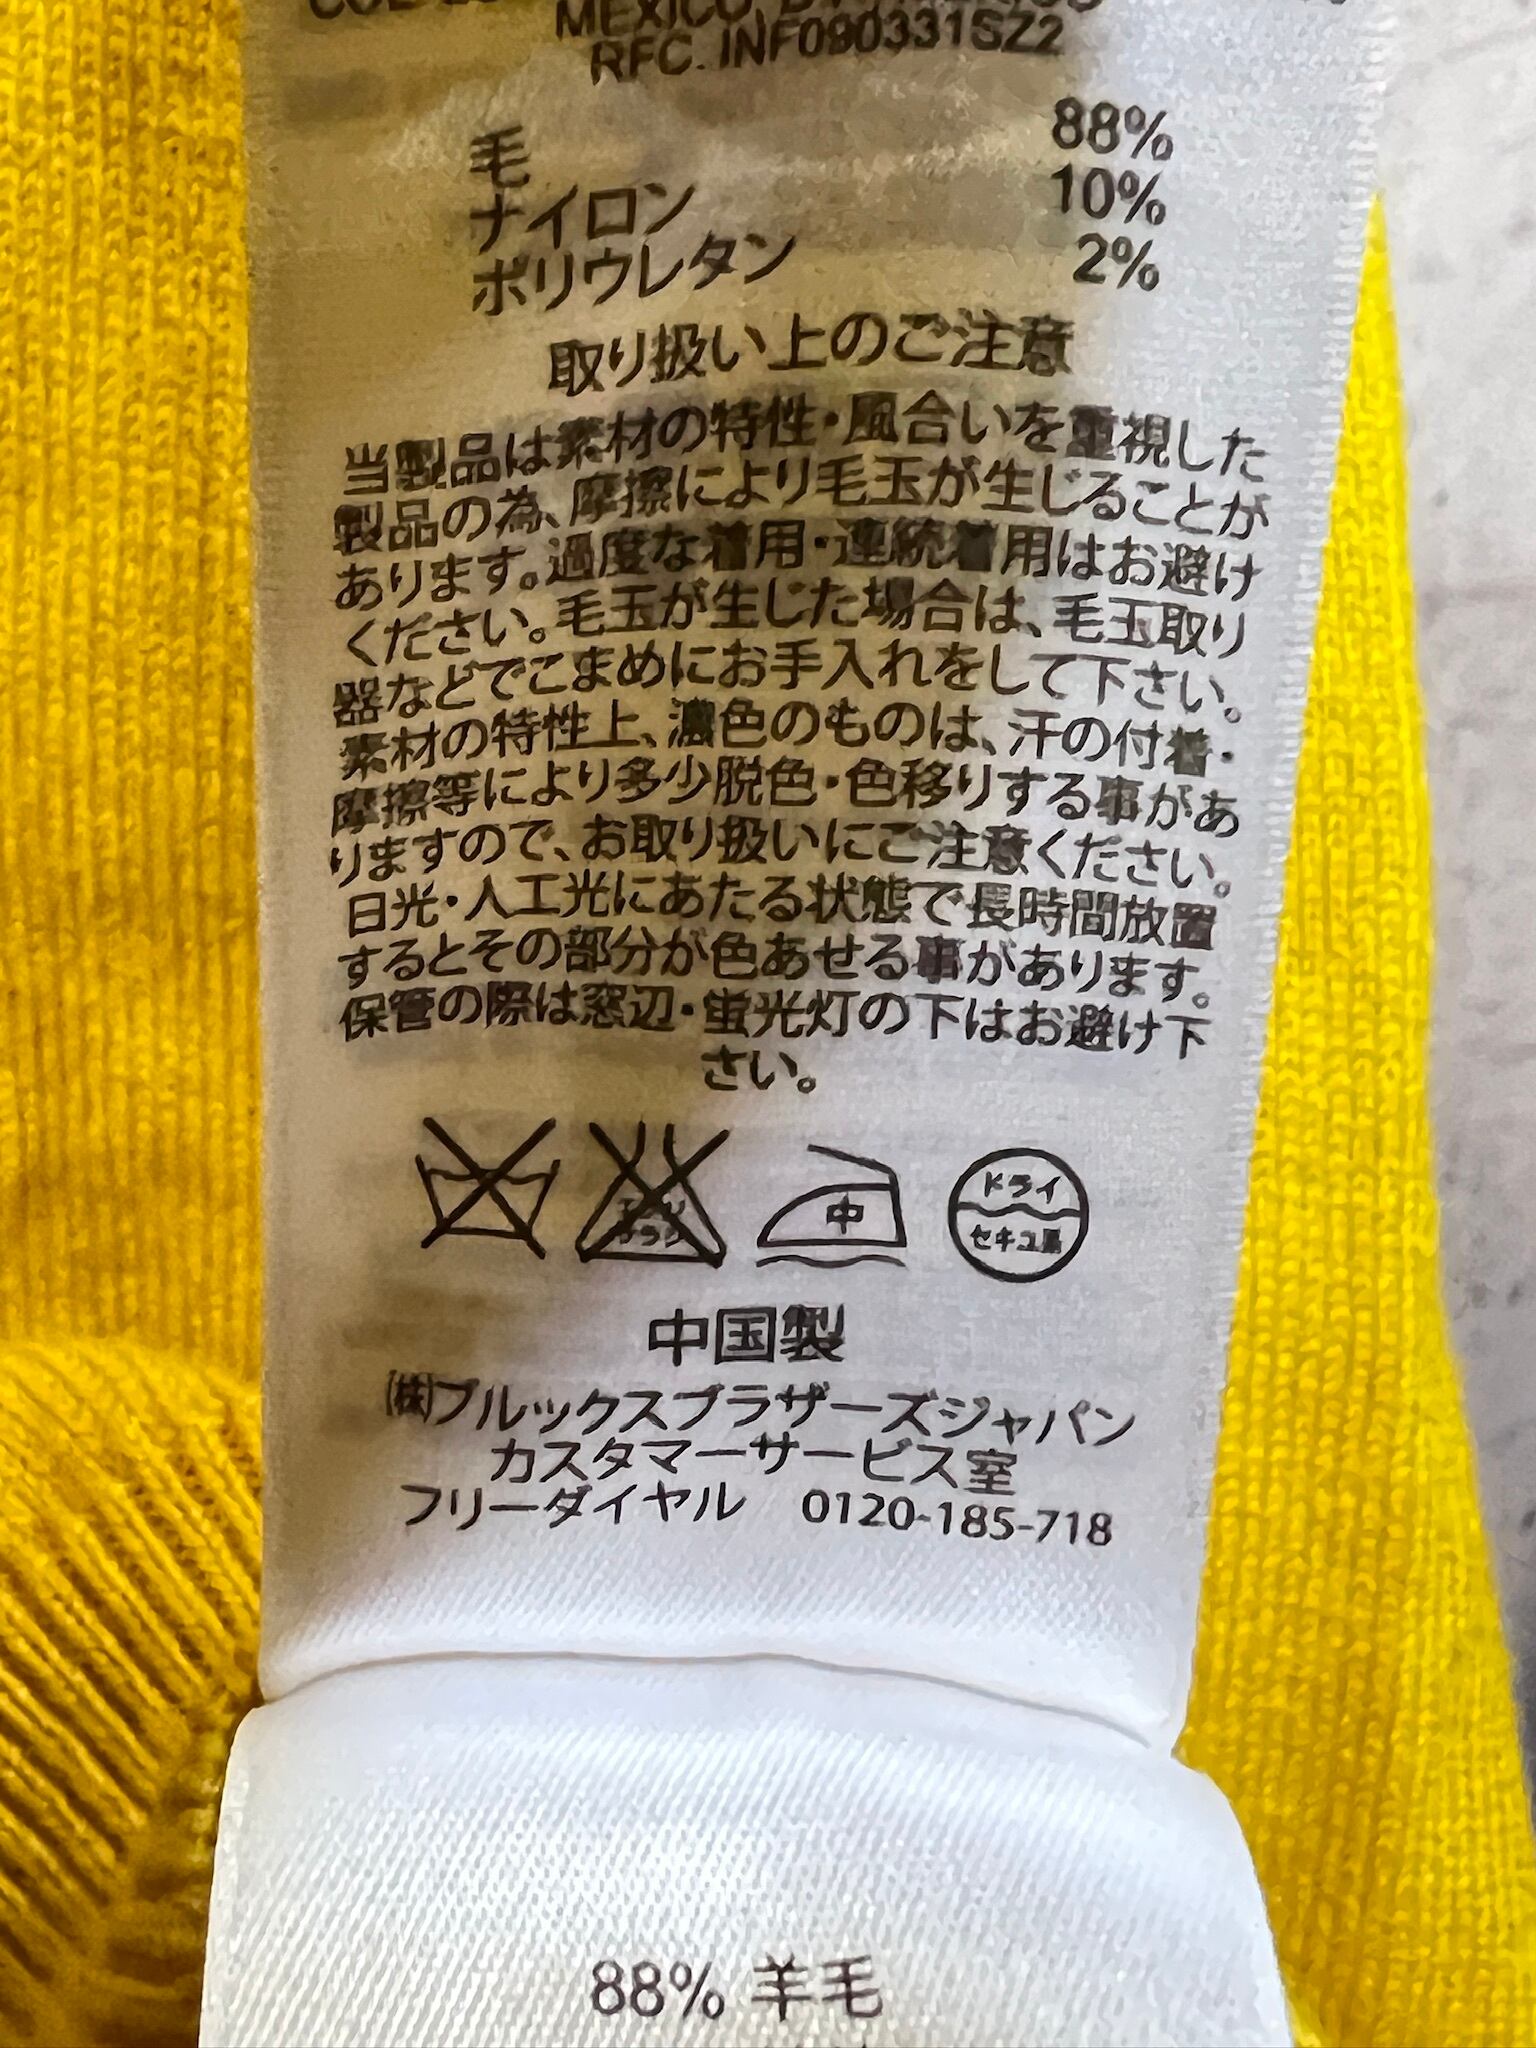 MEXICO,
RFC. INF090331SZ2
毛 88%
ナイロン 10%
ポリウレタン 2%
取り扱い上のご注意
当製品は素材の特性・風合いを重視した
製品の為、摩擦により毛玉が生じることが
あります。過度な着用・連続着用はお避け
ください。毛玉が生じた場合は、毛玉取り
器などでこまめにお手入れをして下さい。
素材の特性上、濃色のものは、汗の付着・
摩擦等により多少脱色・色移りする事があ
りますので、お取り扱いにご注意ください。
日光・人工光にあたる状態で長時間放置
するとその部分が色あせる事があります。
保管の際は窓辺・蛍光灯の下はお避け下
さい。
中 ドライ
セキユ系
中国製
㈱ブルックスブラザーズジャパン
カスタマーサービス室
フリーダイヤル 0120-185-718
88% 羊毛